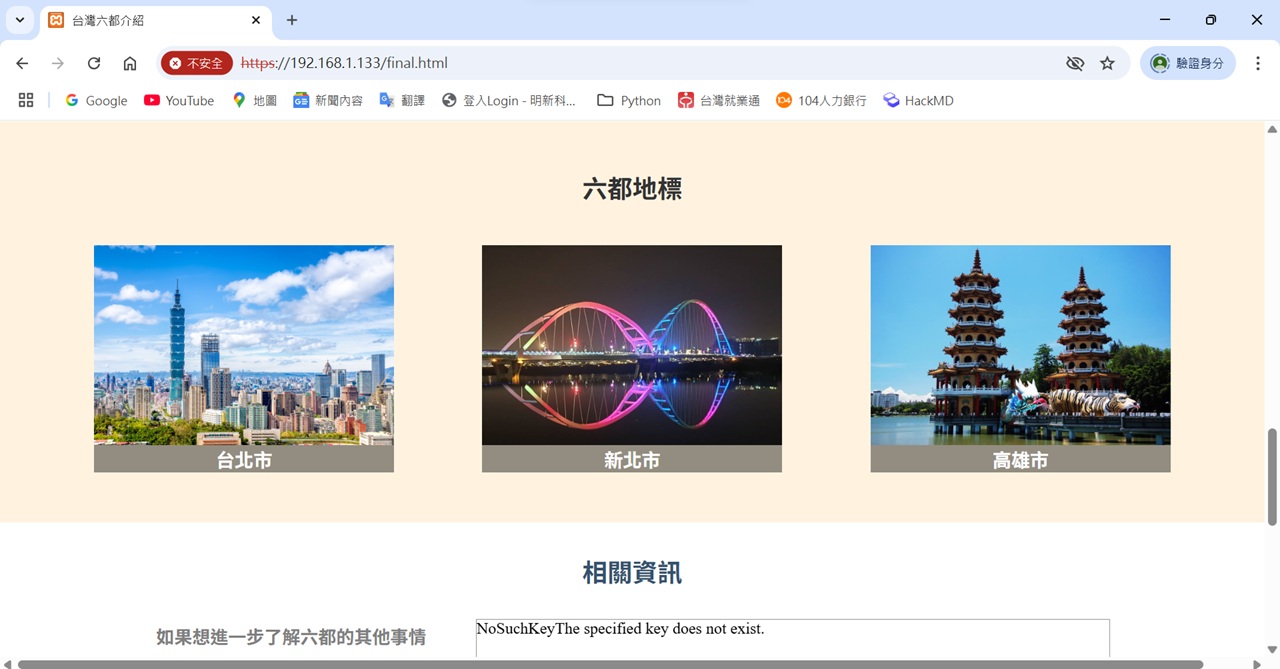 台灣六都介紹
不安全 https://192.168.1.133/final.html 驗證身分
Google YouTube 地圖 新聞內容 翻譯 登入Login - 明新科... Python 台灣就業通 104人力銀行 HackMD
六都地標
台北市 新北市 高雄市
相關資訊
如果想進一步了解六都的其他事情
NoSuchKeyThe specified key does not exist.